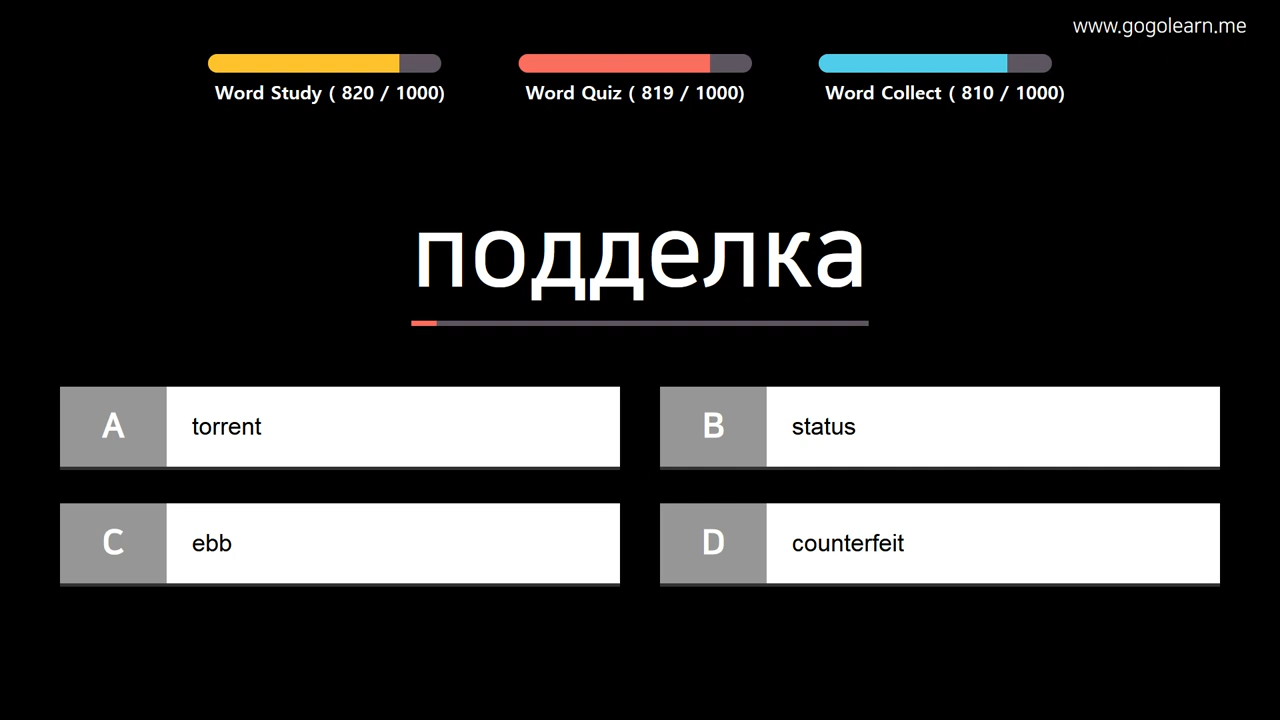 www.gogolearn.me
Word Study ( 820 / 1000)
Word Quiz ( 819 / 1000)
Word Collect ( 810 / 1000)
подделка
A torrent
B status
C ebb
D counterfeit